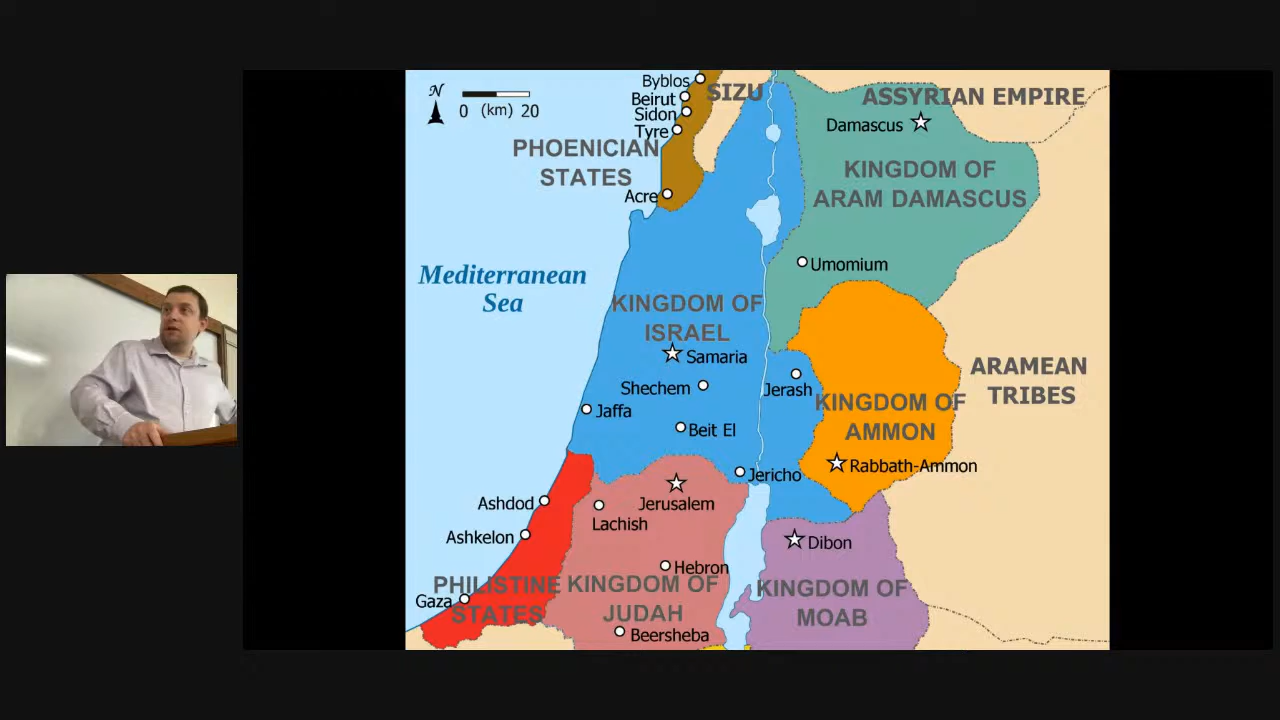 Byblos
SIZU
ASSYRIAN EMPIRE
N
Beirut
0 (km) 20
Sidon
Damascus
Tyre
PHOENICIAN
STATES
KINGDOM OF
ARAM DAMASCUS
Acre
Mediterranean
Sea
Umomium
KINGDOM OF
ISRAEL
Samaria
ARAMEAN
TRIBES
Shechem
Jerash
KINGDOM OF
AMMON
Jaffa
Beit El
Rabbath-Ammon
Jericho
Ashdod
Jerusalem
Lachish
Ashkelon
Dibon
Hebron
PHILISTINE
STATES
KINGDOM OF
JUDAH
KINGDOM OF
MOAB
Gaza
Beersheba